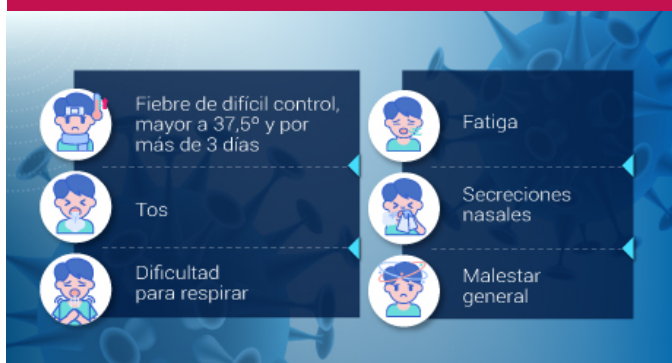 Fiebre de difícil control,
mayor a 37,5º y por
más de 3 días
Tos
Dificultad
para respirar
Fatiga
Secreciones
nasales
Malestar
general